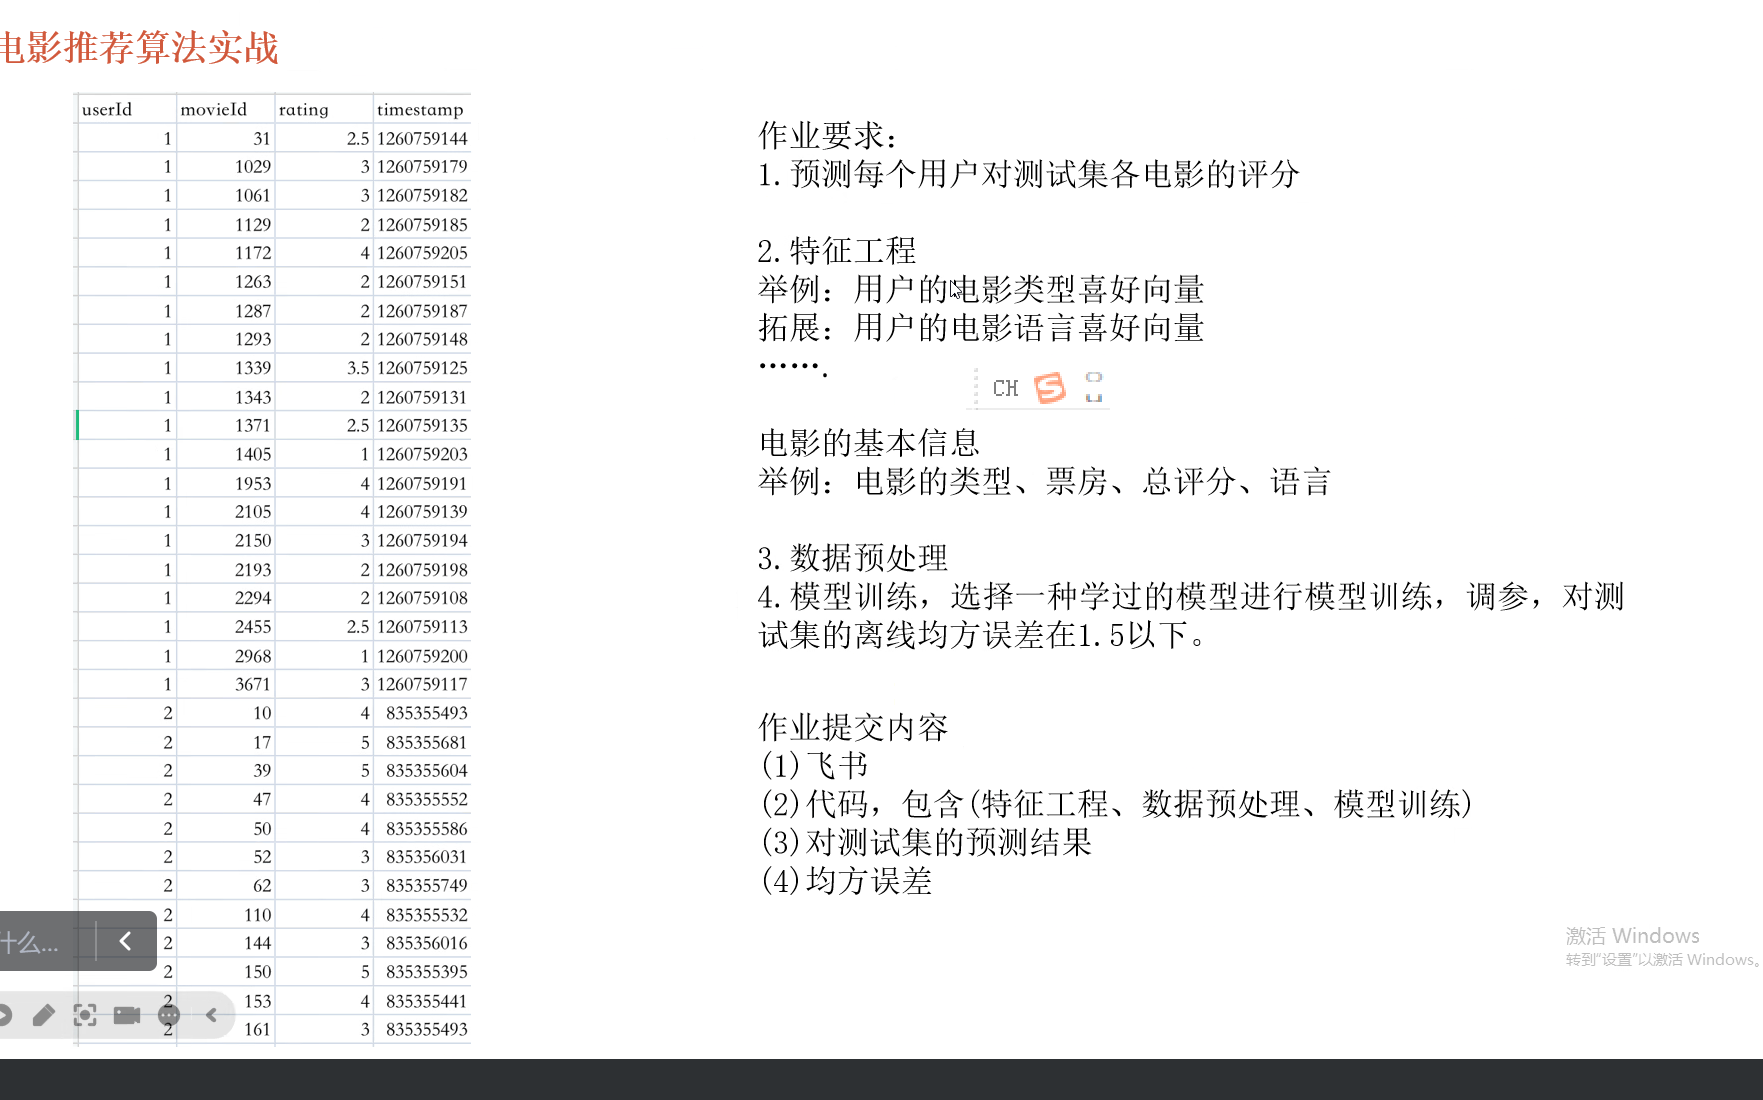 电影推荐算法实战
userId movieId rating timestamp
1 31 2.5 1260759144
1 1029 3 1260759179
1 1061 3 1260759182
1 1129 2 1260759185
1 1172 4 1260759205
1 1263 2 1260759151
1 1287 2 1260759187
1 1293 2 1260759148
1 1339 3.5 1260759125
1 1343 2 1260759131
1 1371 2.5 1260759135
1 1405 1 1260759203
1 1953 4 1260759191
1 2105 4 1260759139
1 2150 3 1260759194
1 2193 2 1260759198
1 2294 2 1260759108
1 2455 2.5 1260759113
1 2968 1 1260759200
1 3671 3 1260759117
2 10 4 835355493
2 17 5 835355681
2 39 5 835355604
2 47 4 835355552
2 50 4 835355586
2 52 3 835356031
2 62 3 835355749
2 110 4 835355532
2 144 3 835356016
2 150 5 835355395
2 153 4 835355441
2 161 3 835355493
什么...
作业要求：
1.预测每个用户对测试集各电影的评分
2.特征工程
举例：用户的电影类型喜好向量
拓展：用户的电影语言喜好向量
…….
CH
电影的基本信息
举例：电影的类型、票房、总评分、语言
3.数据预处理
4.模型训练，选择一种学过的模型进行模型训练，调参，对测
试集的离线均方误差在1.5以下。
作业提交内容
(1)飞书
(2)代码，包含(特征工程、数据预处理、模型训练)
(3)对测试集的预测结果
(4)均方误差
激活 Windows
转到"设置"以激活 Windows。